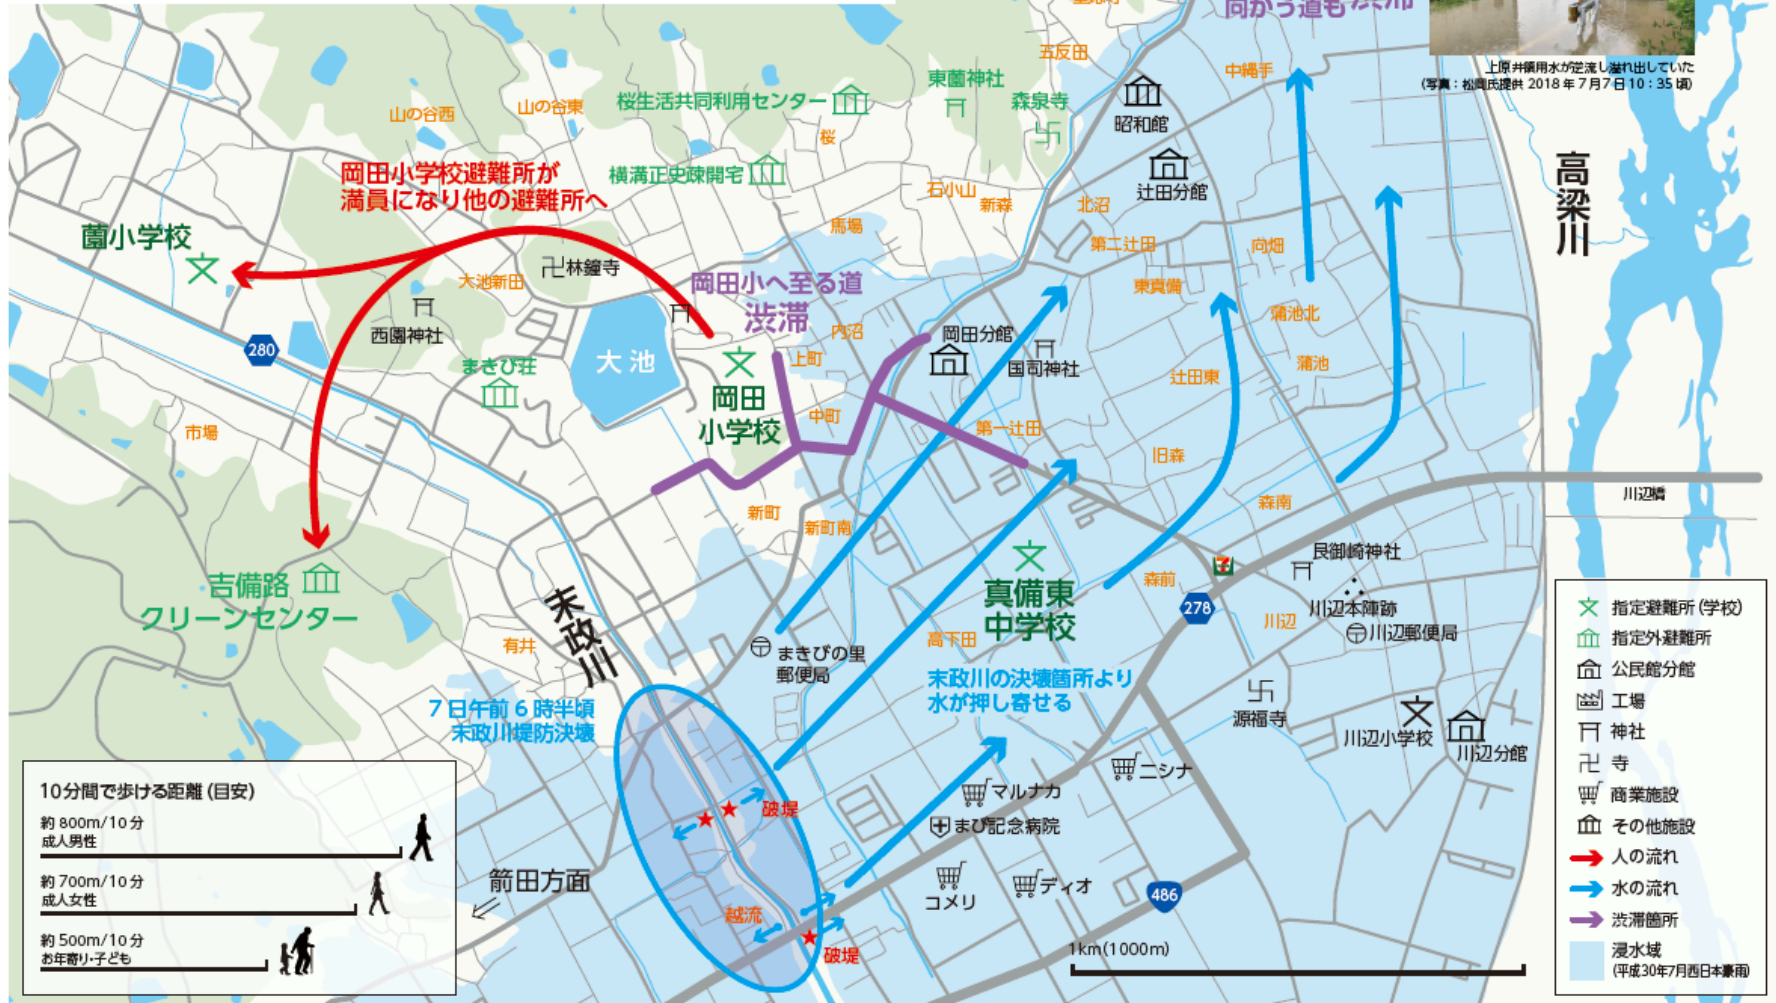 向かう道も渋滞
上原井領用水が逆流し溢れ出していた
(写真：松岡氏提供 2018年7月7日10：35頃)
五反田
中縄手
東薗神社
森泉寺
桜生活共同利用センター
山の谷西
山の谷東
桜
昭和館
横溝正史疎開宅
岡田小学校避難所が
満員になり他の避難所へ
石小山
新森
辻田分館
北沼
高梁川
薗小学校
馬場
第二辻田
向畑
林鐘寺
大池新田
岡田小へ至る道
渋滞
東真備
蒲池北
西園神社
内沼
岡田分館
280
大池
上町
国司神社
蒲池
まきび荘
辻田東
岡田
小学校
中町
第一辻田
市場
旧森
川辺橋
新町
新町南
森南
艮御崎神社
吉備路
クリーンセンター
真備東
中学校
森前
7
278
川辺本陣跡
川辺
川辺郵便局
末政川
有井
高下田
まきびの里
郵便局
末政川の決壊箇所より
水が押し寄せる
7日午前6時半頃
末政川堤防決壊
源福寺
川辺小学校
川辺分館
ニシナ
マルナカ
破堤
まび記念病院
箭田方面
コメリ
ディオ
486
越流
破堤
1km(1000m)
10分間で歩ける距離(目安)
約800m/10分
成人男性
約700m/10分
成人女性
約500m/10分
お年寄り・子ども
指定避難所(学校)
指定外避難所
公民館分館
工場
神社
寺
商業施設
その他施設
人の流れ
水の流れ
渋滞箇所
浸水域
(平成30年7月西日本豪雨)